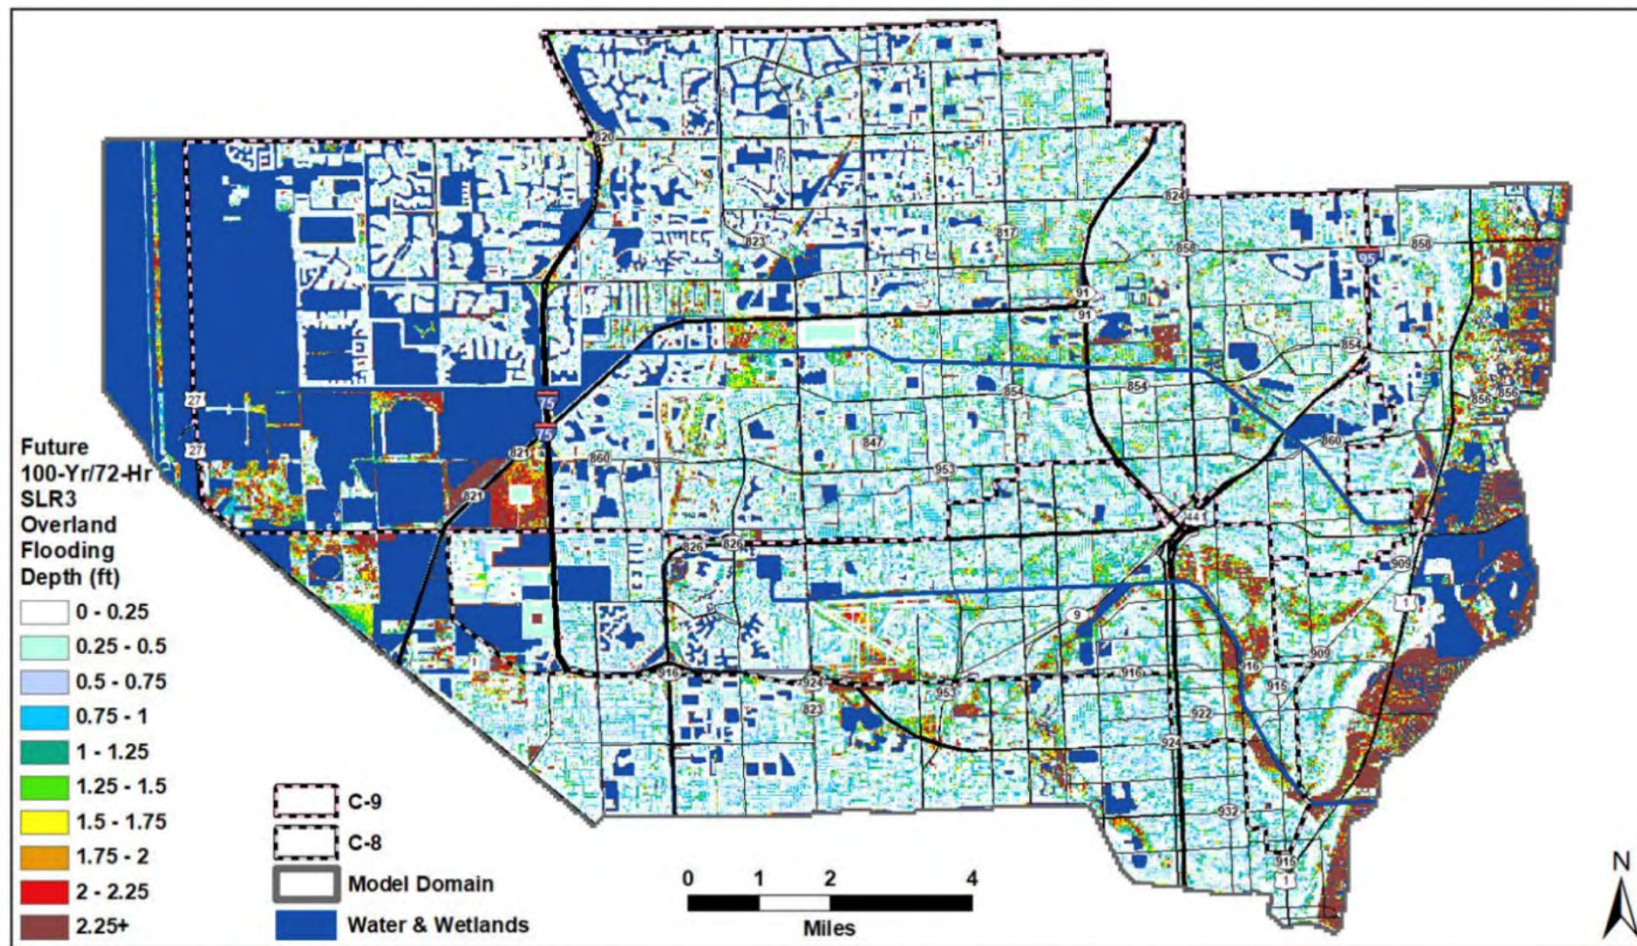 820
824
823
817
858
858
95
91
91
854
27
75
854
854
856
856
75
847
860
27
821
860
953
821
441
826
826
909
1
9
909
916
916
916
915
924
953
823
922
924
932
915
1
Future
100-Yr/72-Hr
SLR3
Overland
Flooding
Depth (ft)
0 - 0.25
0.25 - 0.5
0.5 - 0.75
0.75 - 1
1 - 1.25
1.25 - 1.5
1.5 - 1.75
1.75 - 2
2 - 2.25
2.25+
C-9
C-8
Model Domain
Water & Wetlands
0 1 2 4
Miles
N